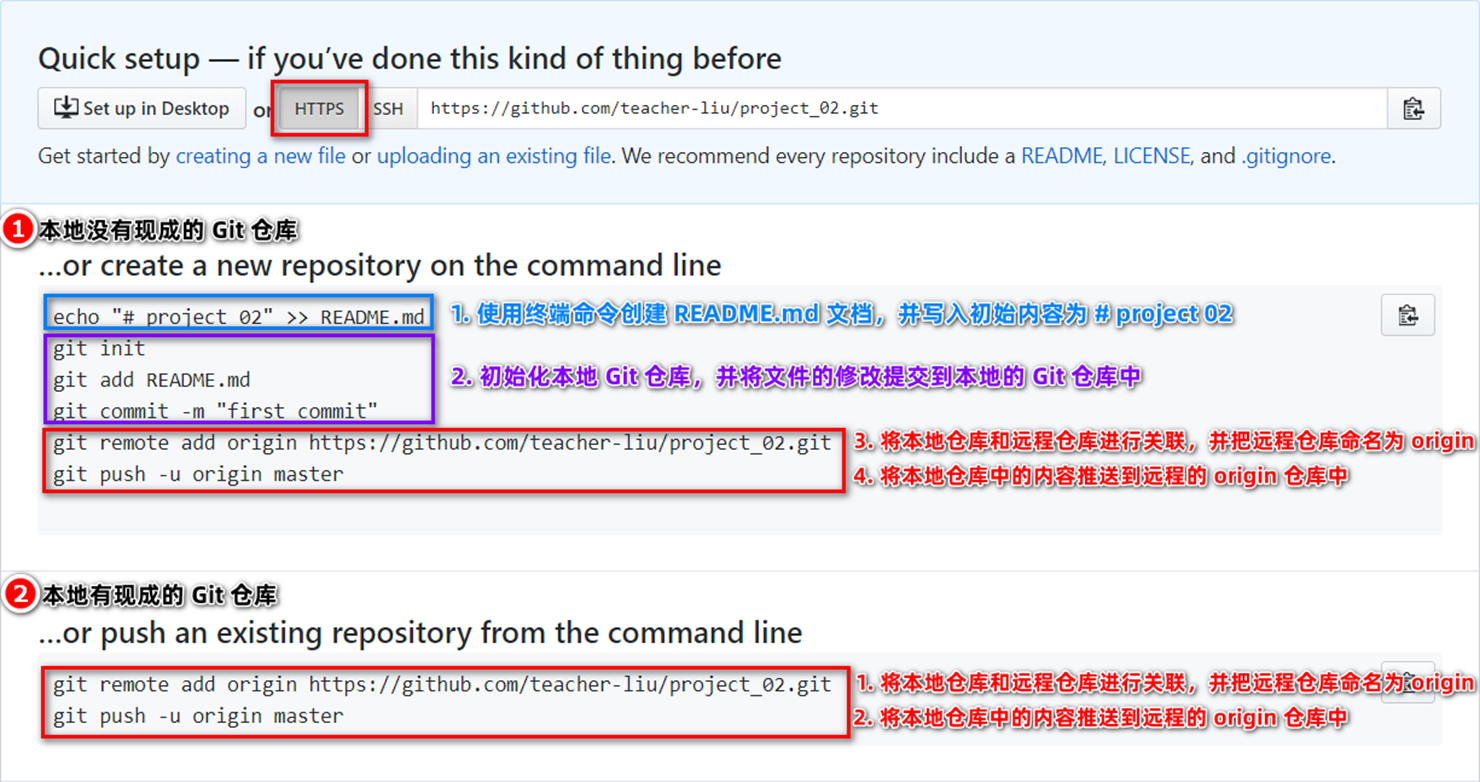 Quick setup — if you’ve done this kind of thing before
Set up in Desktop or HTTPS SSH https://github.com/teacher-liu/project_02.git
Get started by creating a new file or uploading an existing file. We recommend every repository include a README, LICENSE, and .gitignore.
1 本地没有现成的 Git 仓库
...or create a new repository on the command line
echo "# project_02" >> README.md 1. 使用终端命令创建 README.md 文档，并写入初始内容为 # project 02
git init
git add README.md 2. 初始化本地 Git 仓库，并将文件的修改提交到本地的 Git 仓库中
git commit -m "first commit"
git remote add origin https://github.com/teacher-liu/project_02.git 3. 将本地仓库和远程仓库进行关联，并把远程仓库命名为 origin
git push -u origin master 4. 将本地仓库中的内容推送到远程的 origin 仓库中
2 本地有现成的 Git 仓库
...or push an existing repository from the command line
git remote add origin https://github.com/teacher-liu/project_02.git 1. 将本地仓库和远程仓库进行关联，并把远程仓库命名为 origin
git push -u origin master 2. 将本地仓库中的内容推送到远程的 origin 仓库中